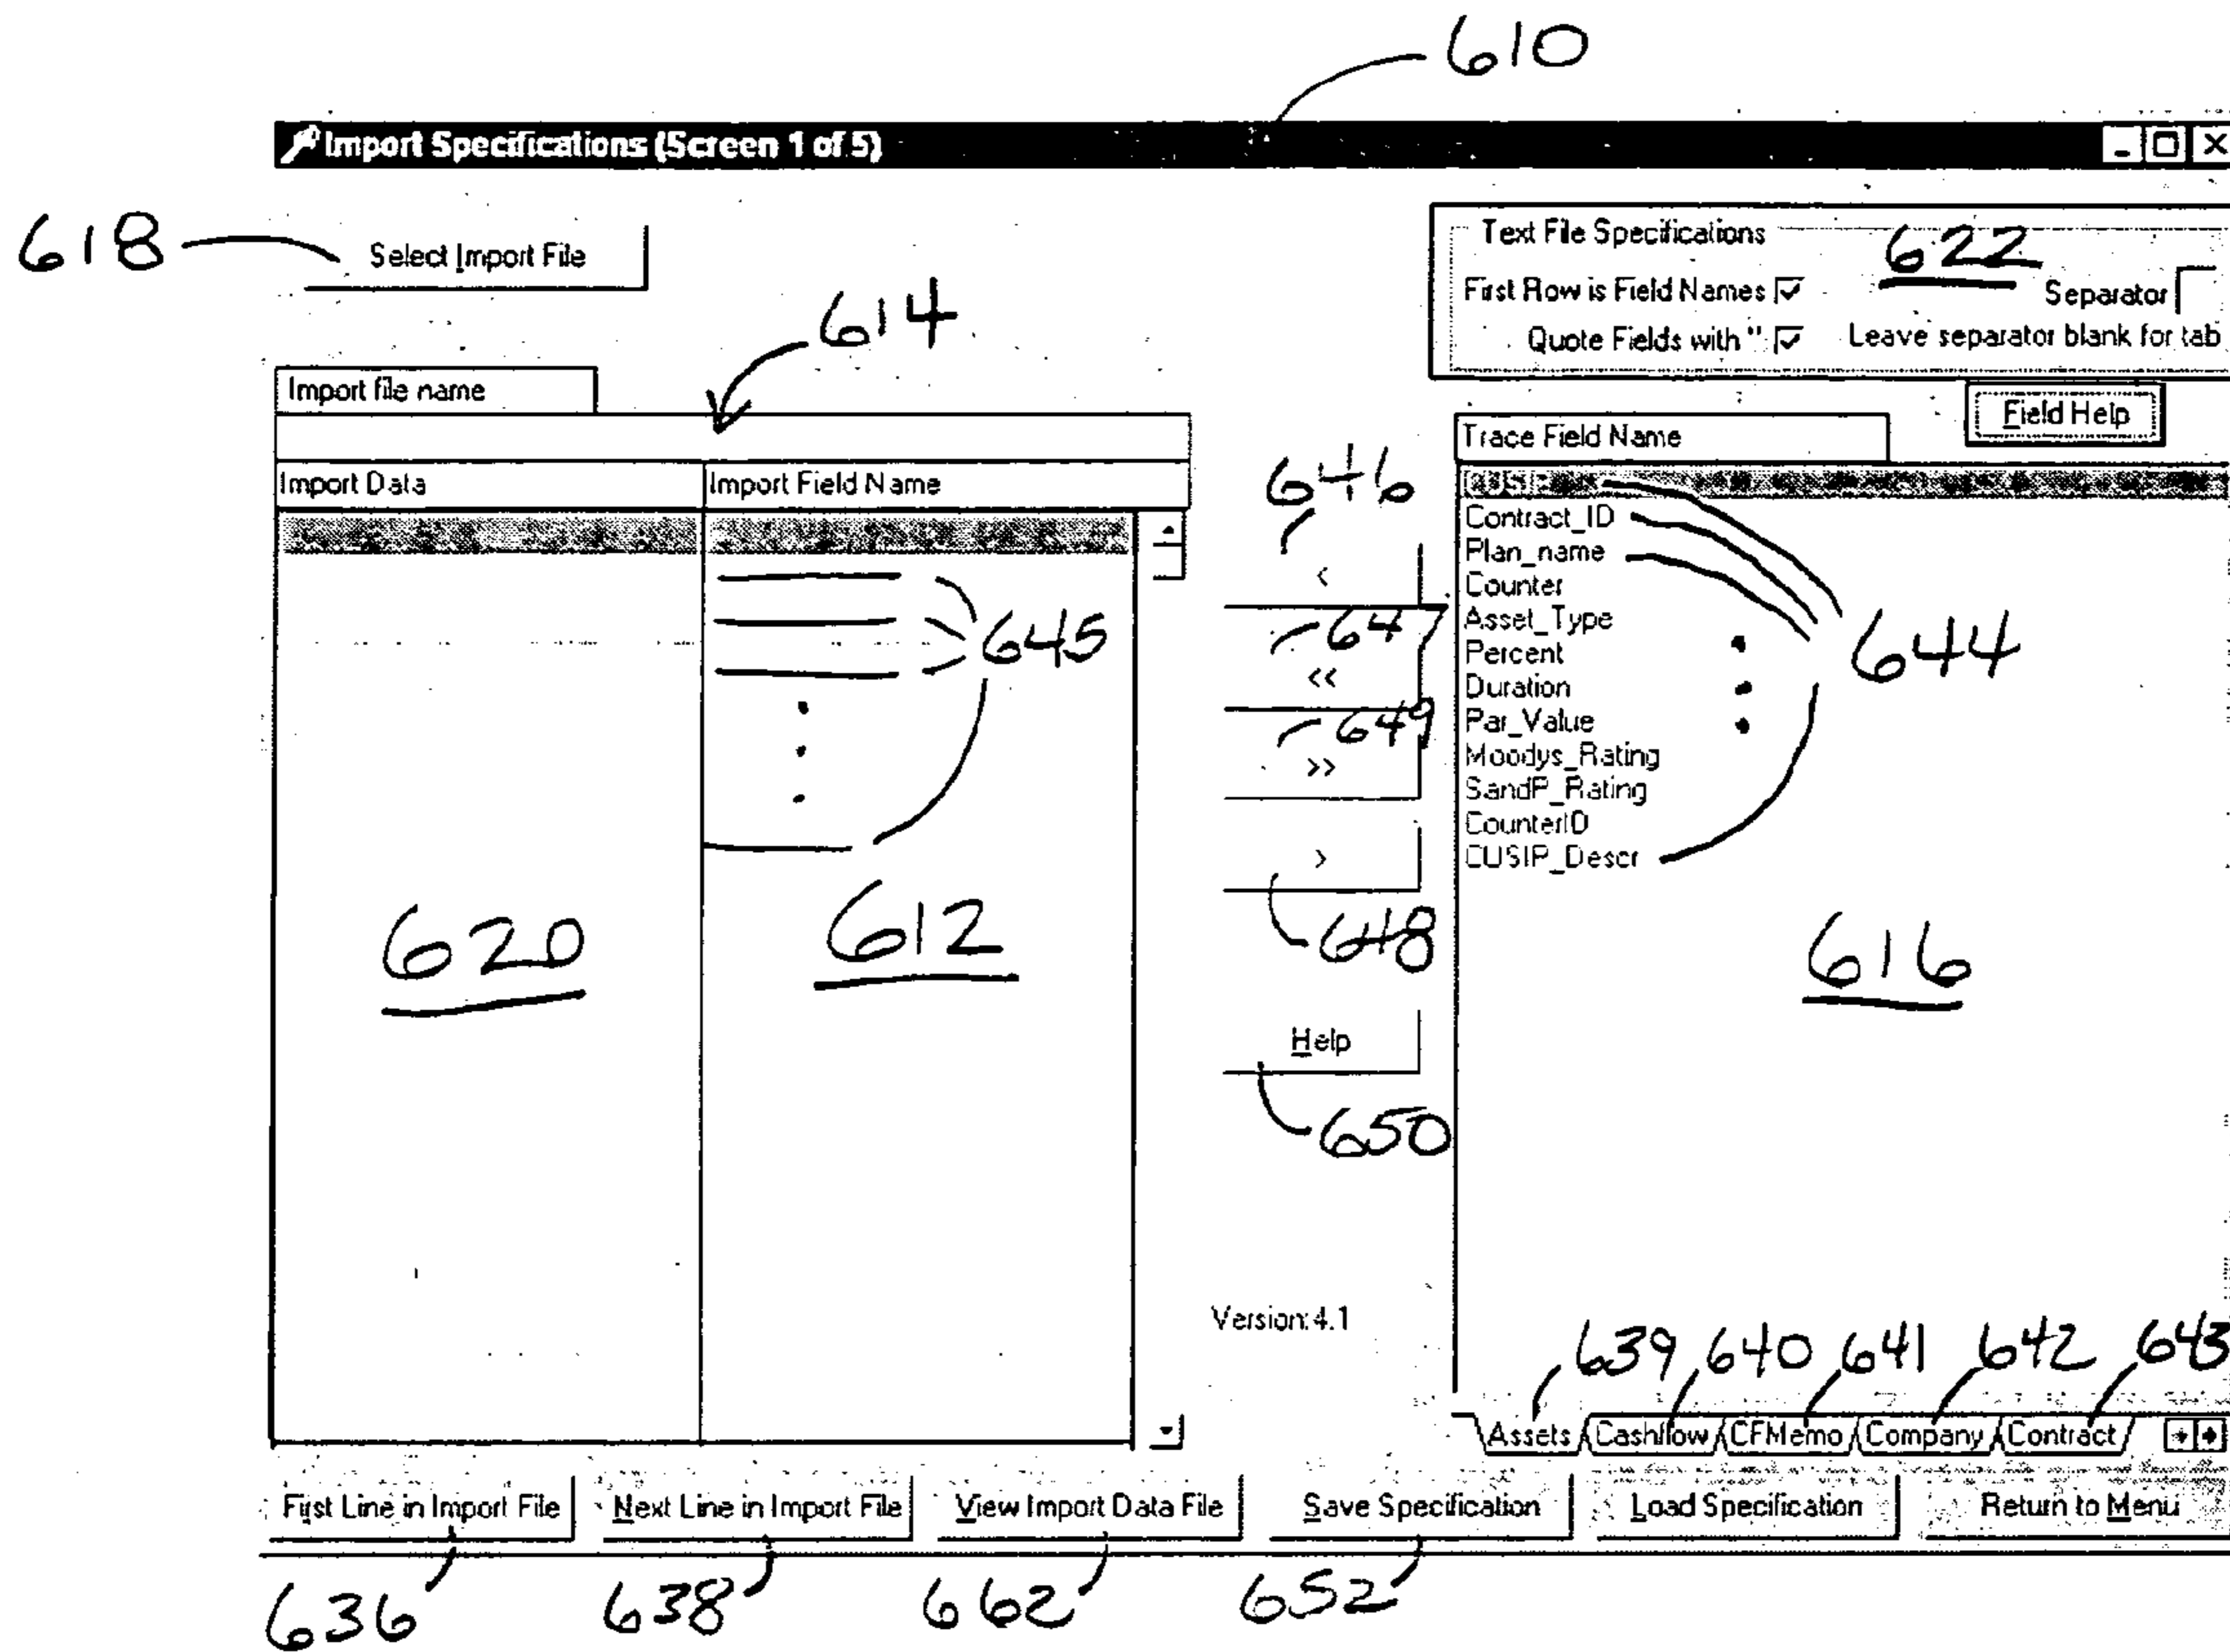 610
Import Specifications (Screen 1 of 5)
618
Select Import File
Text File Specifications
622
First Row is Field Names
Separator
Quote Fields with "
Leave separator blank for tab
614
Import file name
Field Help
Trace Field Name
Import Data
Import Field Name
646
CUSIP
Contract_ID
Plan_name
<
Counter
Asset_Type
645
647
644
Percent
<<
Duration
Par_Value
649
Moodys_Rating
>>
SandP_Rating
CounterID
>
CUSIP_Descr
620
612
648
616
Help
650
Version:4.1
639 640 641 642 643
Assets Cashflow CFMemo Company Contract
First Line in Import File Next Line in Import File View Import Data File Save Specification Load Specification Return to Menu
636 638 662 652